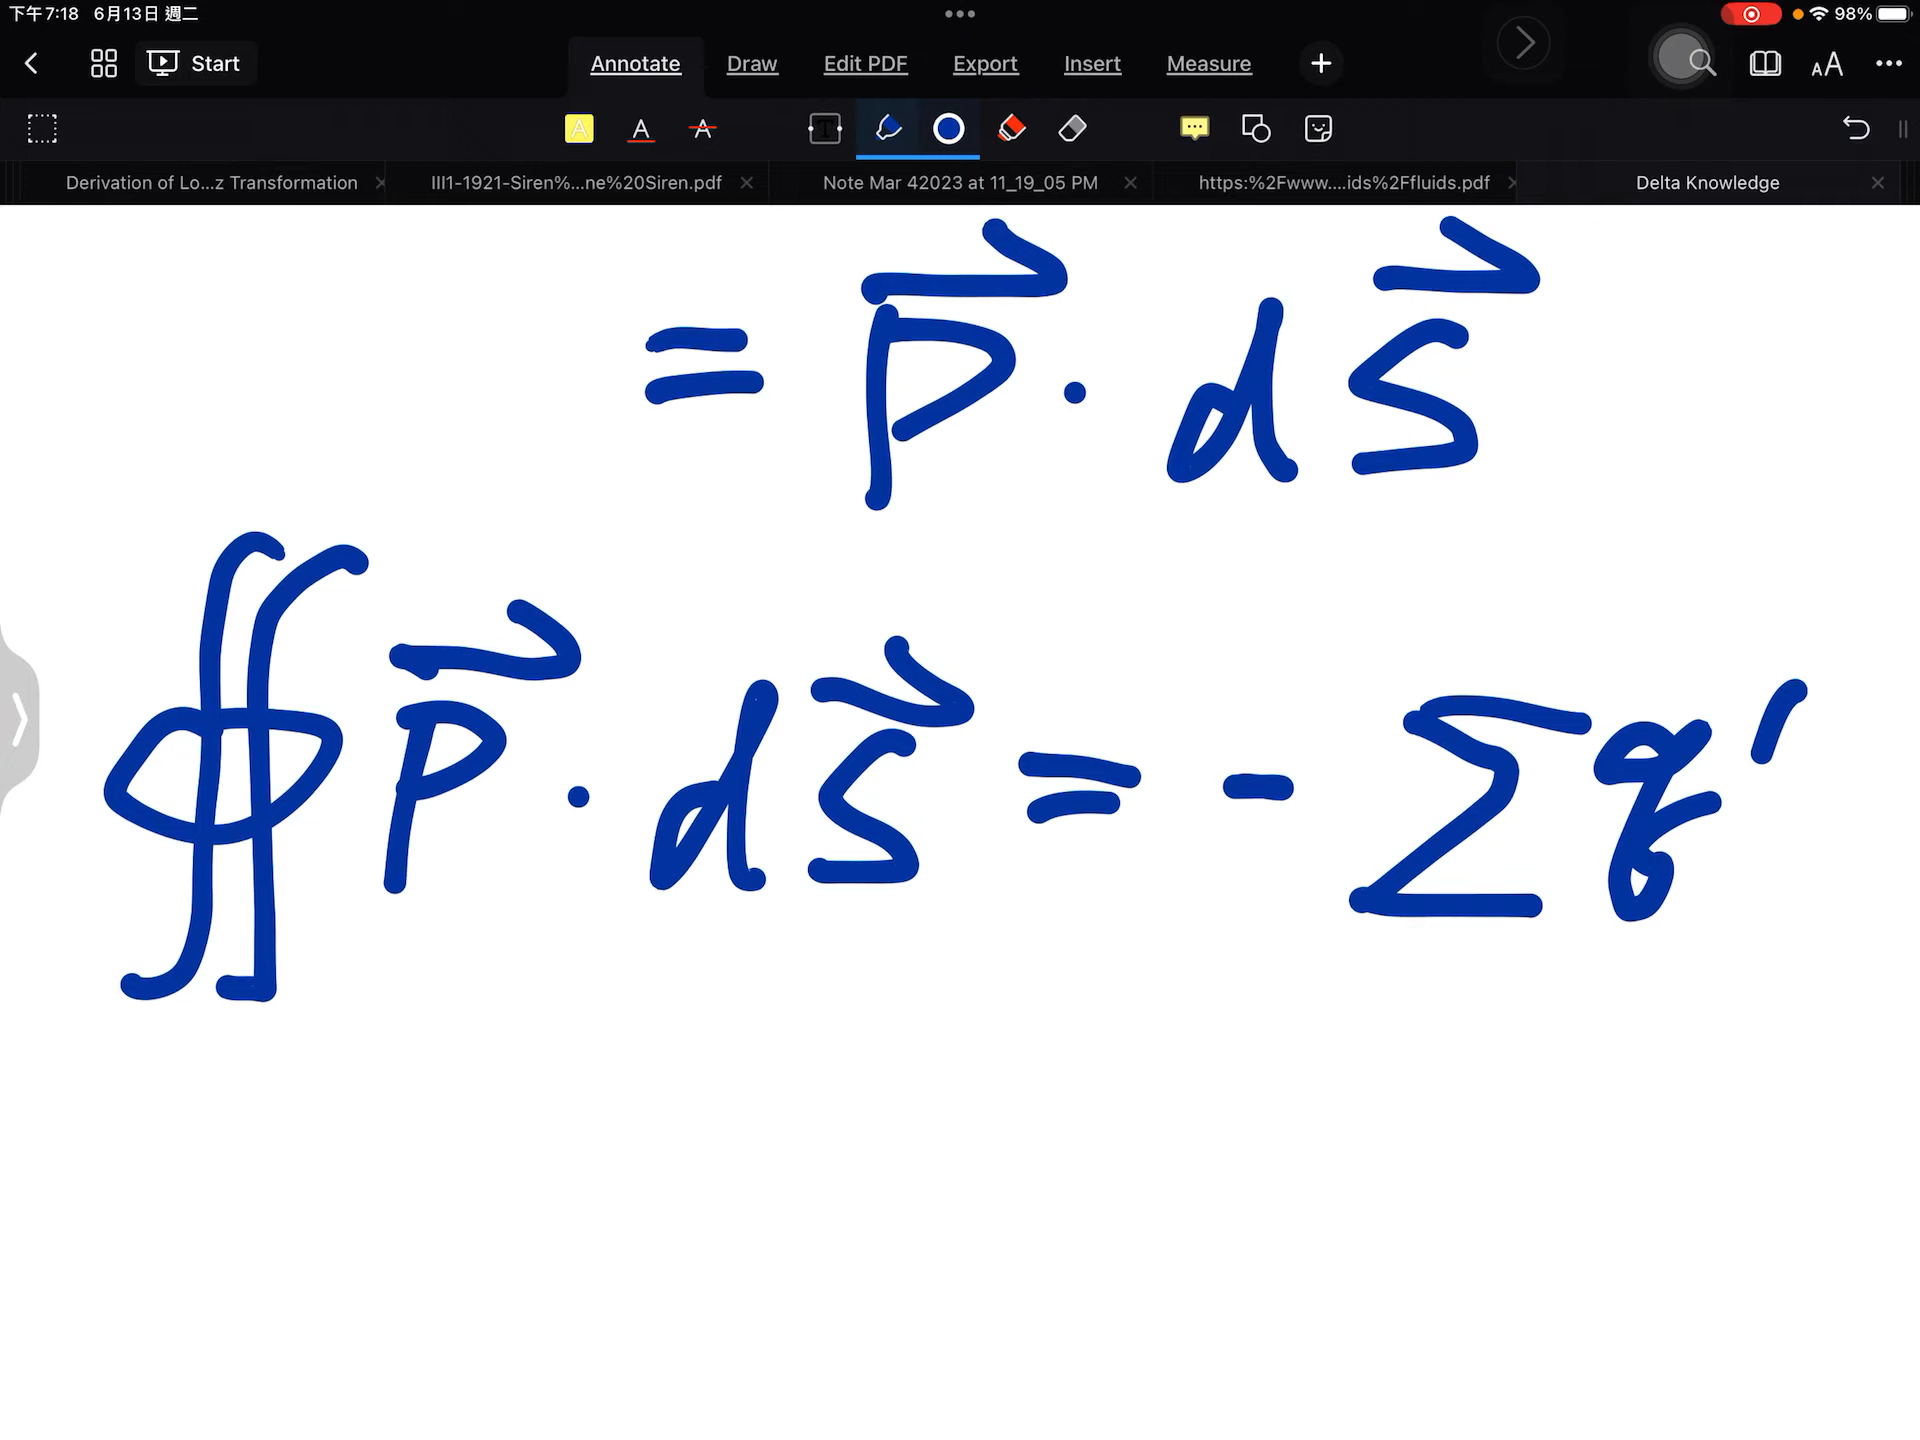 下午7:18 6月13日 週二 98%
Start Annotate Draw Edit PDF Export Insert Measure AA
A A A T
Derivation of Lo...z Transformation III1-1921-Siren%...ne%20Siren.pdf Note Mar 42023 at 11_19_05 PM https:%2Fwww....ids%2Ffluids.pdf Delta Knowledge
= P⃗ · dS⃗
∯ P⃗ · dS⃗ = - ∑ q'